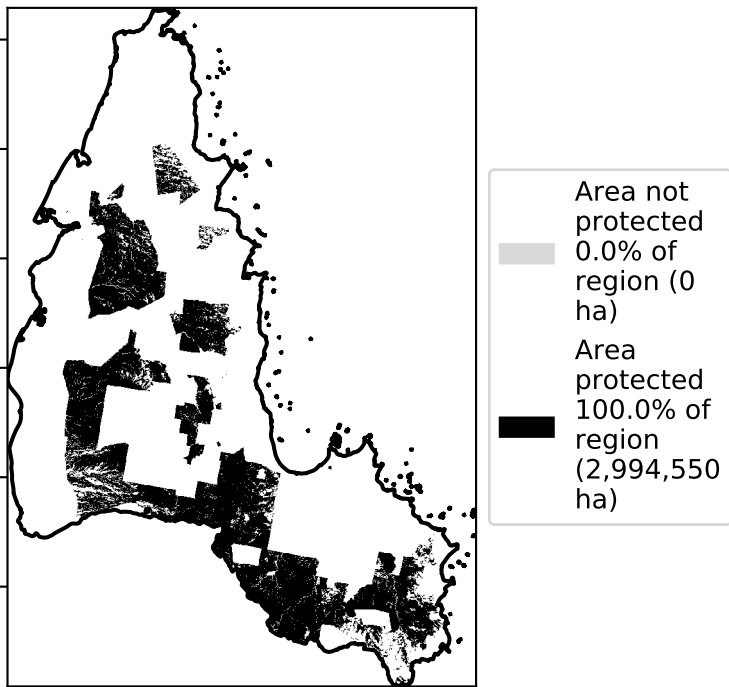 Area not
protected
0.0% of
region (0
ha)
Area
protected
100.0% of
region
(2,994,550
ha)